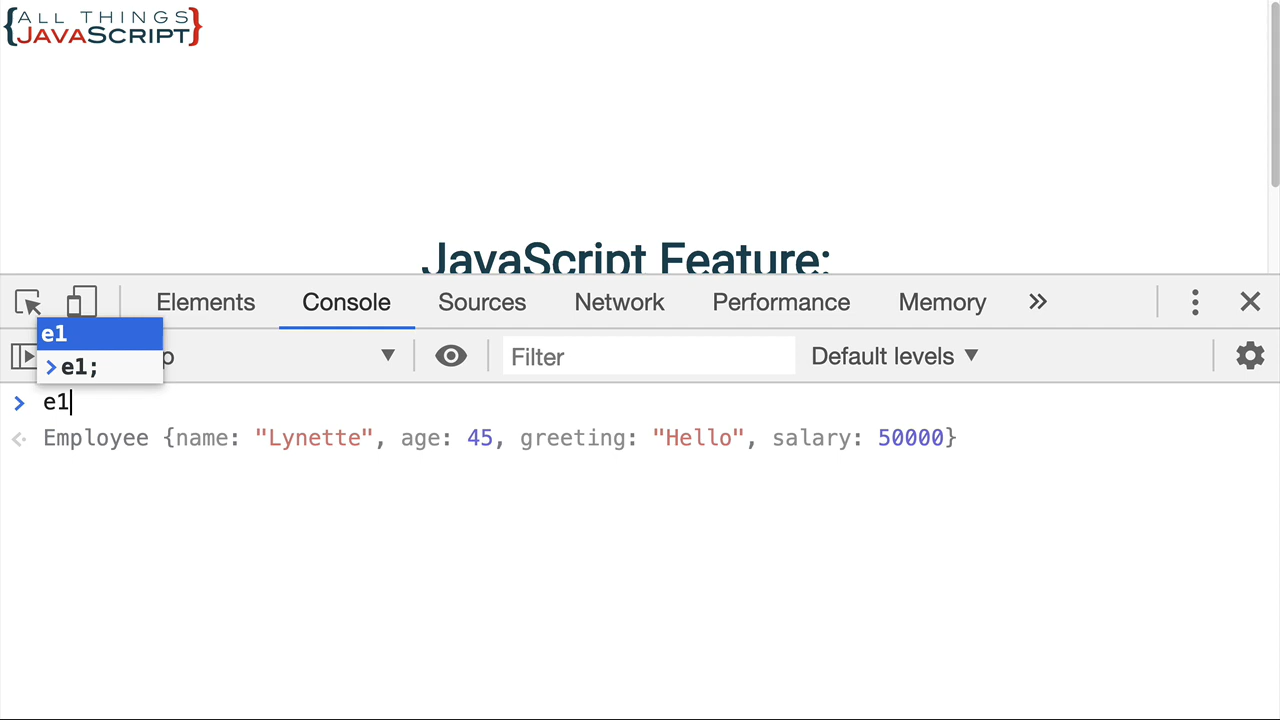 {ALL THINGS
JAVASCRIPT}
JavaScript Feature:
Elements Console Sources Network Performance Memory »
e1
p Filter Default levels ▼
> e1;
> e1
Employee {name: "Lynette", age: 45, greeting: "Hello", salary: 50000}